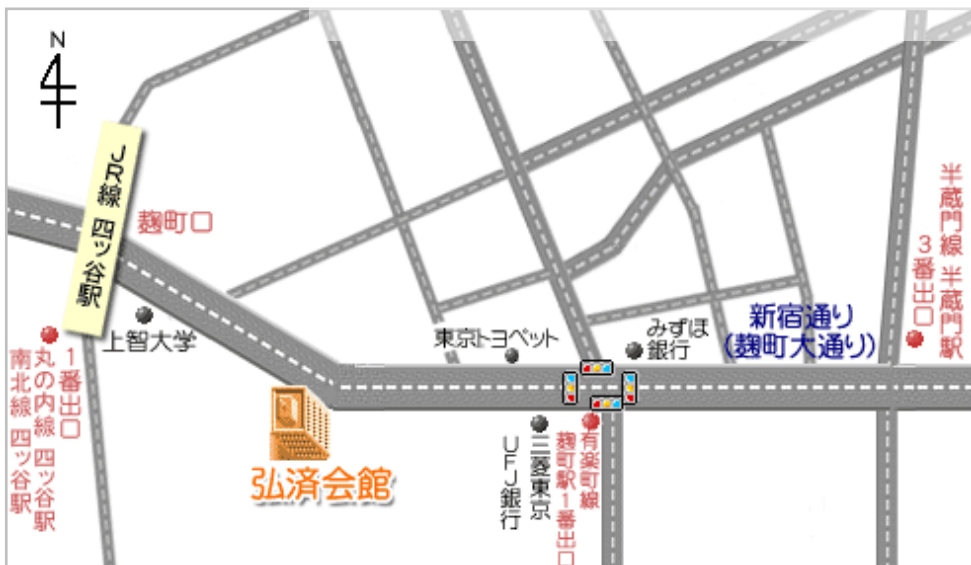 N
JR線 四ッ谷駅
麹町口
上智大学
1番出口
丸の内線 四ッ谷駅
南北線 四ッ谷駅
弘済会館
東京トヨペット
みずほ
銀行
新宿通り
(麹町大通り)
半蔵門線 半蔵門駅
3番出口
有楽町線
麹町駅1番出口
三菱東京
UFJ銀行